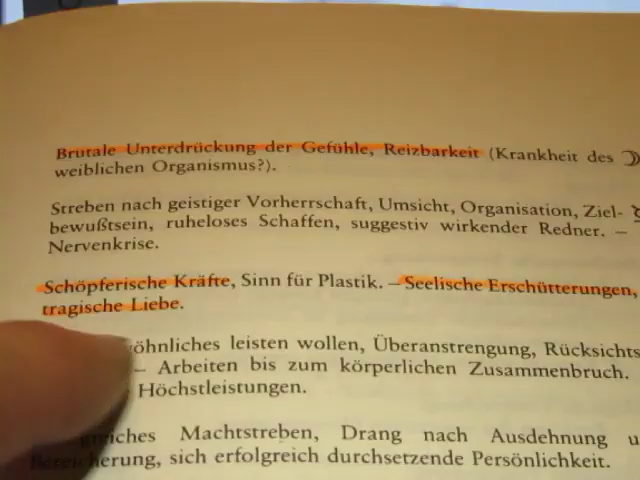 Brutale Unterdrückung der Gefühle, Reizbarkeit (Krankheit des ☽
weiblichen Organismus?).
Streben nach geistiger Vorherrschaft, Umsicht, Organisation, Ziel-
bewußtsein, ruheloses Schaffen, suggestiv wirkender Redner. –
Nervenkrise.
Schöpferische Kräfte, Sinn für Plastik. – Seelische Erschütterungen,
tragische Liebe.
öhnliches leisten wollen, Überanstrengung, Rücksichts
– Arbeiten bis zum körperlichen Zusammenbruch.
Höchstleistungen.
Machtstreben, Drang nach Ausdehnung u
sich erfolgreich durchsetzende Persönlichkeit.